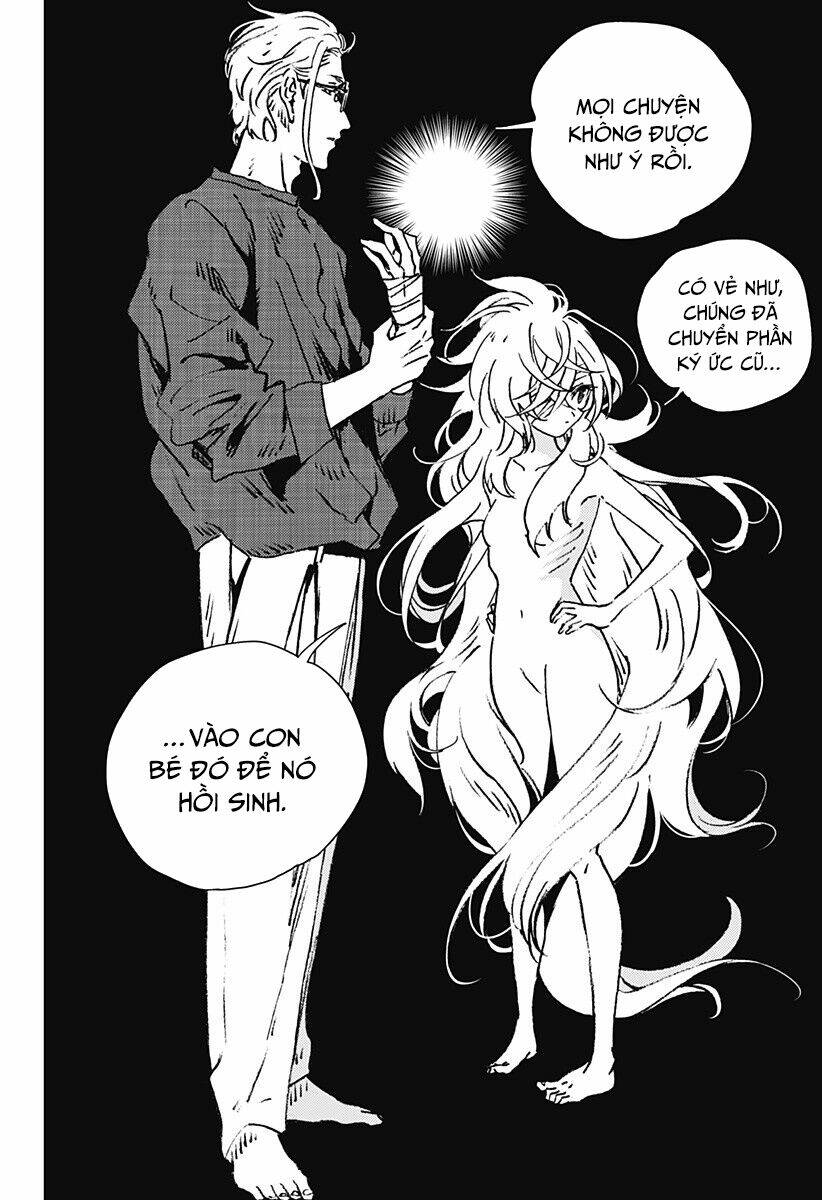 MỌI CHUYỆN
KHÔNG ĐƯỢC
NHƯ Ý RỒI.
CÓ VẺ NHƯ,
CHÚNG ĐÃ
CHUYỂN PHẦN
KÝ ỨC CŨ...
...VÀO CON
BÉ ĐÓ ĐỂ NÓ
HỒI SINH.